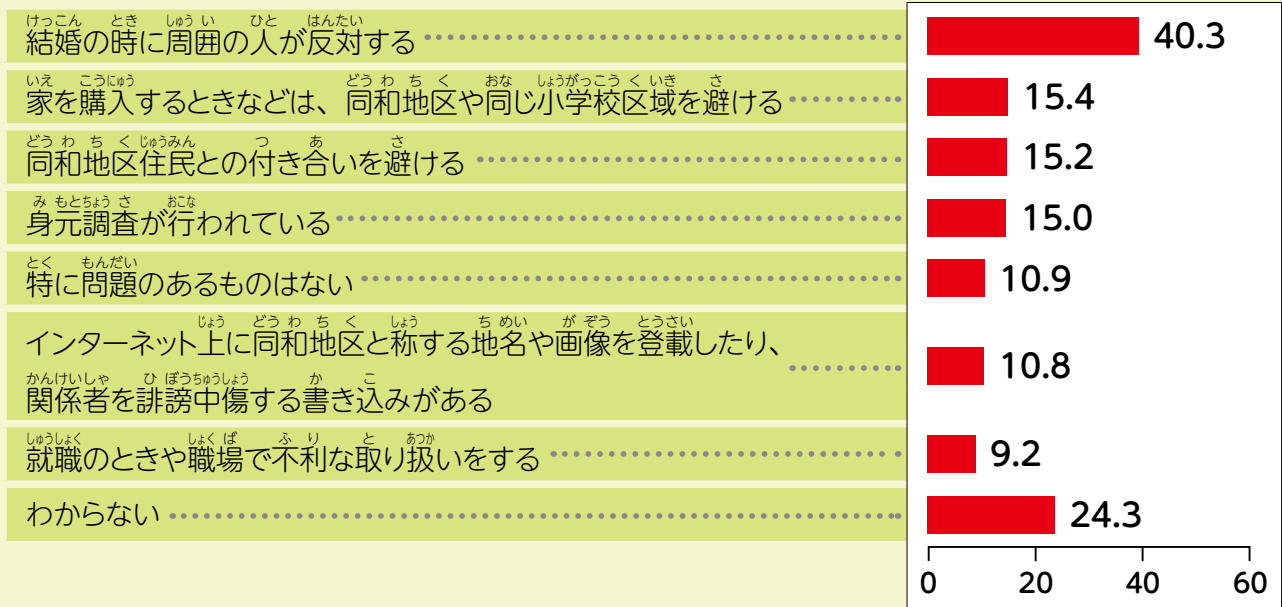 けっこん とき しゅうい ひと はんたい
結婚の時に周囲の人が反対する 40.3
いえ こうにゅう どうわちく おな しょうがっこうくいき さ
家を購入するときなどは、同和地区や同じ小学校区域を避ける 15.4
どうわちくじゅうみん つ あ さ
同和地区住民との付き合いを避ける 15.2
みもとちょうさ おこな
身元調査が行われている 15.0
とく もんだい
特に問題のあるものはない 10.9
じょう どうわちく しょう ちめい がぞう とうさい
インターネット上に同和地区と称する地名や画像を登載したり、
かんけいしゃ ひぼうちゅうしょう か こ
関係者を誹謗中傷する書き込みがある 10.8
しゅうしょく しょくば ふり と あつか
就職のときや職場で不利な取り扱いをする 9.2
わからない 24.3
0 20 40 60